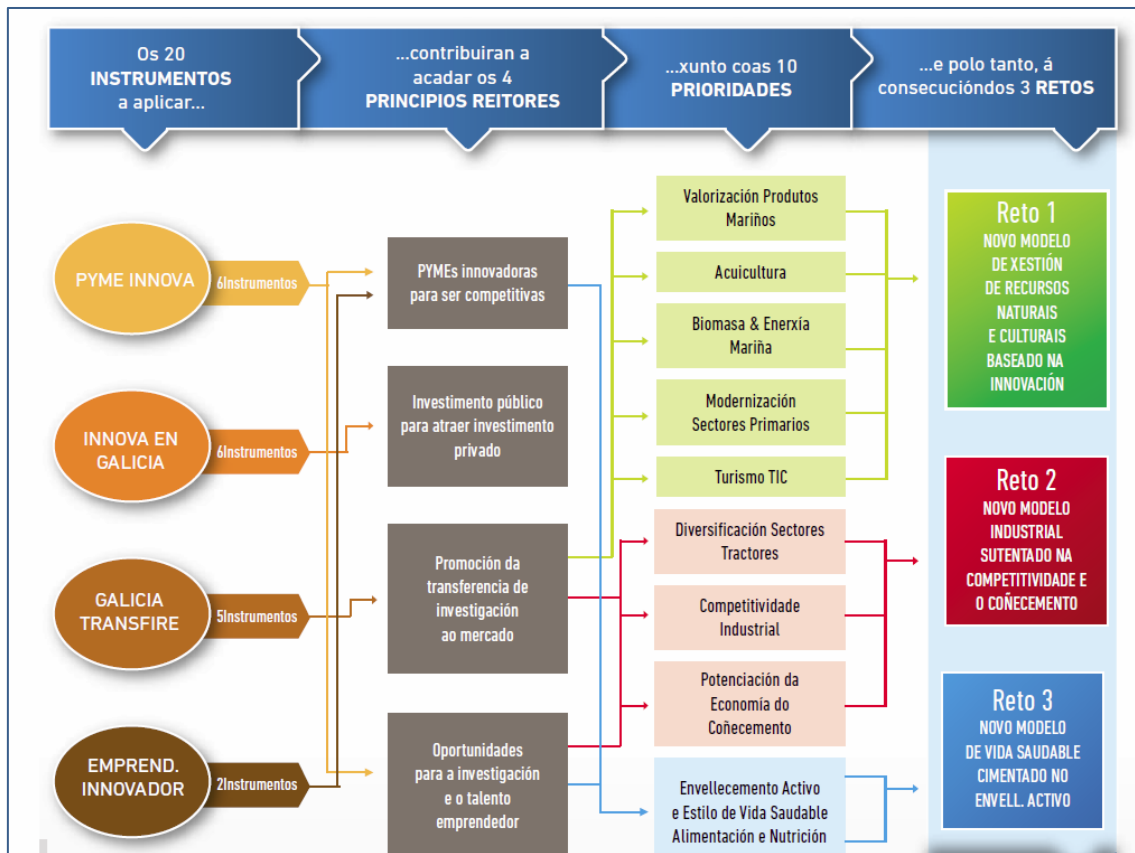 Os 20
INSTRUMENTOS
a aplicar...
...contribuiran a
acadar os 4
PRINCIPIOS REITORES
...xunto coas 10
PRIORIDADES
...e polo tanto, á
consecucióndos 3 RETOS
PYME INNOVA
6Instrumentos
INNOVA EN
GALICIA
6Instrumentos
GALICIA
TRANSFIRE
5Instrumentos
EMPREND.
INNOVADOR
2Instrumentos
PYMEs innovadoras
para ser competitivas
Investimento público
para atraer investimento
privado
Promoción da
transferencia de
investigación
ao mercado
Oportunidades
para a investigación
e o talento
emprendedor
Valorización Produtos
Mariños
Acuicultura
Biomasa & Enerxía
Mariña
Modernización
Sectores Primarios
Turismo TIC
Diversificación Sectores
Tractores
Competitividade
Industrial
Potenciación da
Economía do
Coñecemento
Envellecemento Activo
e Estilo de Vida Saudable
Alimentación e Nutrición
Reto 1
NOVO MODELO
DE XESTIÓN
DE RECURSOS
NATURAIS
E CULTURAIS
BASEADO NA
INNOVACIÓN
Reto 2
NOVO MODELO
INDUSTRIAL
SUTENTADO NA
COMPETITIVIDADE E
O COÑECEMENTO
Reto 3
NOVO MODELO
DE VIDA SAUDABLE
CIMENTADO NO
ENVELL. ACTIVO